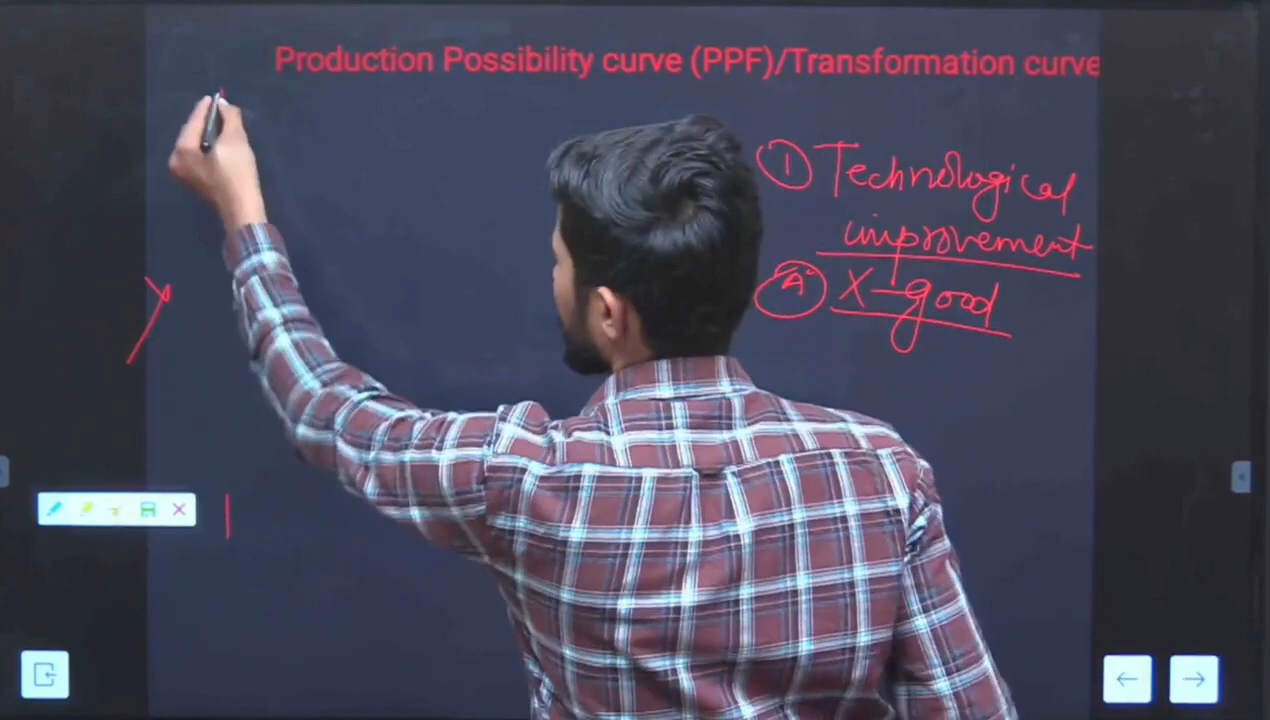 Production Possibility curve (PPF)/Transformation curve
① Technological
improvement
Ⓐ X-good